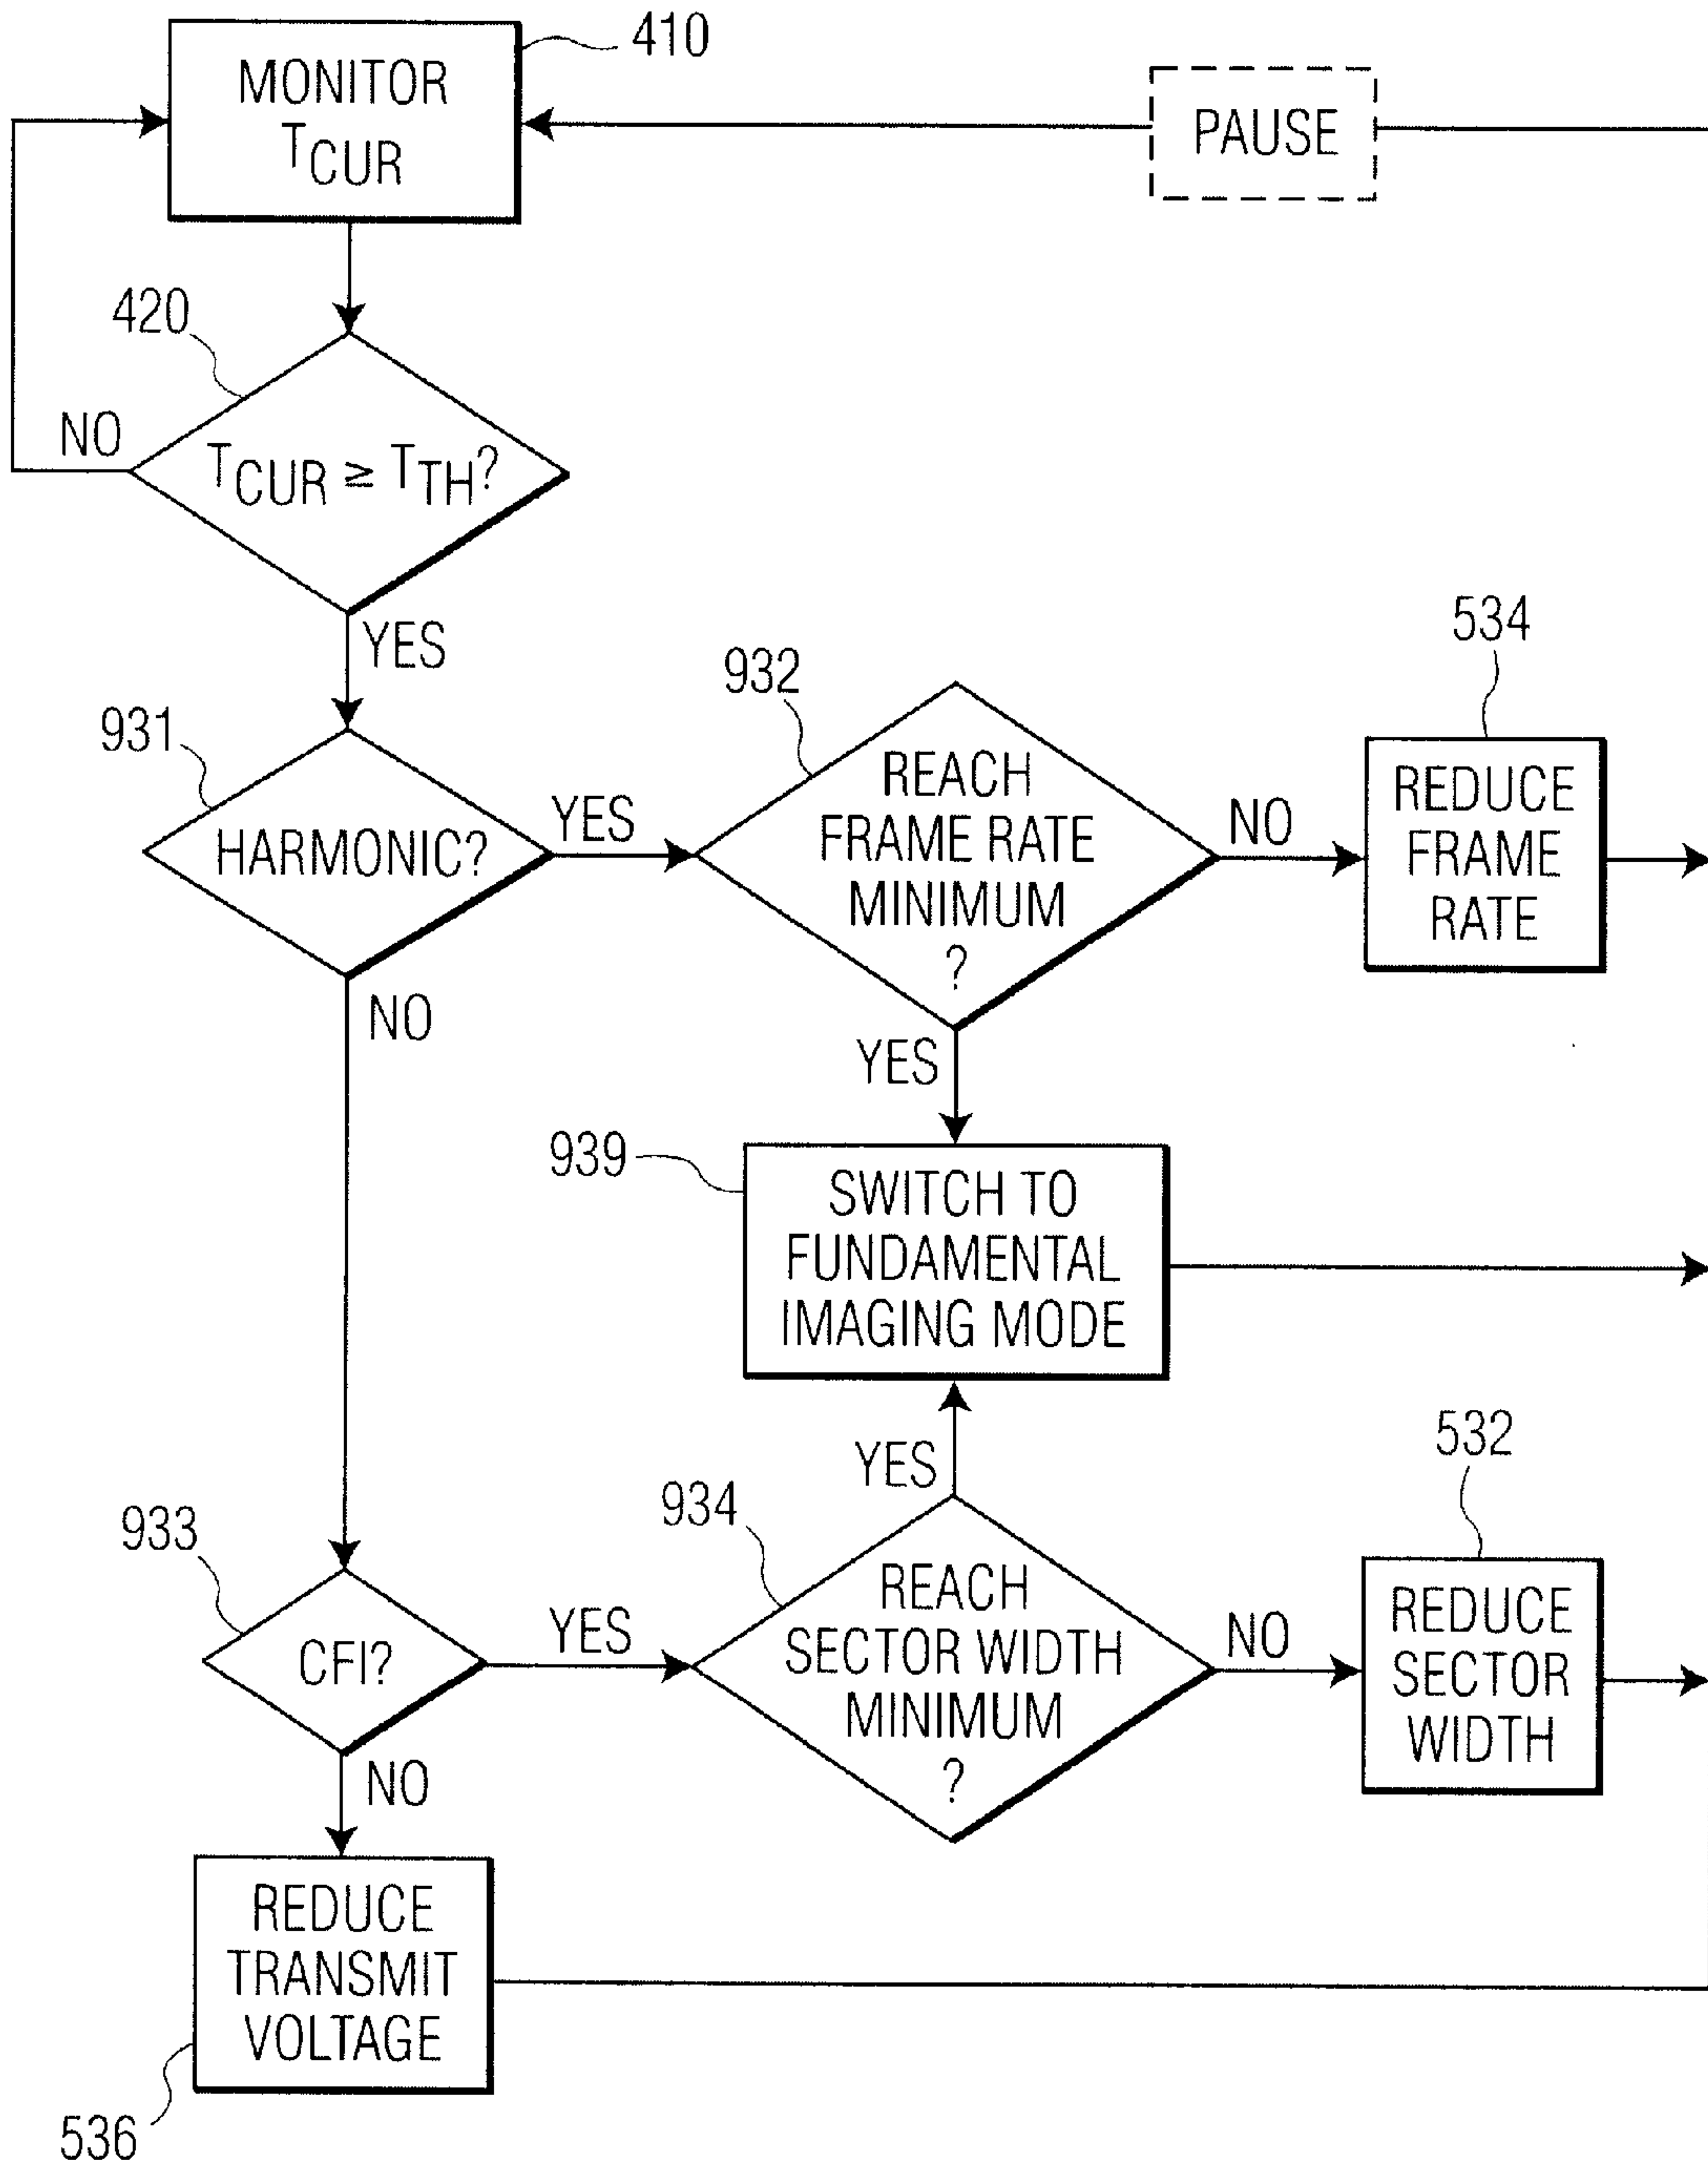 410
MONITOR
TCUR
PAUSE
420
NO
TCUR ≥ TTH?
YES
534
932
931
REACH
FRAME RATE
MINIMUM
?
REDUCE
FRAME
RATE
HARMONIC?
YES
NO
NO
YES
939
SWITCH TO
FUNDAMENTAL
IMAGING MODE
532
YES
934
933
REACH
SECTOR WIDTH
MINIMUM
?
REDUCE
SECTOR
WIDTH
CFI?
YES
NO
NO
REDUCE
TRANSMIT
VOLTAGE
536